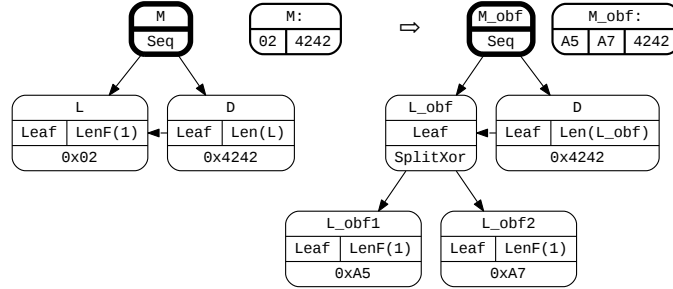 M
Seq
M:
02 4242
⇨
M_obf
Seq
M_obf:
A5 A7 4242
L
Leaf LenF(1)
0x02
D
Leaf Len(L)
0x4242
L_obf
Leaf
SplitXor
D
Leaf Len(L_obf)
0x4242
L_obf1
Leaf LenF(1)
0xA5
L_obf2
Leaf LenF(1)
0xA7